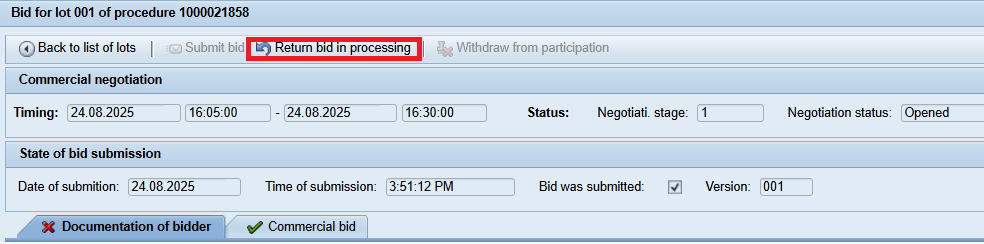 Bid for lot 001 of procedure 1000021858
Back to list of lots Submit bid Return bid in processing Withdraw from participation
Commercial negotiation
Timing: 24.08.2025 16:05:00 - 24.08.2025 16:30:00 Status: Negotiati. stage: 1 Negotiation status: Opened
State of bid submission
Date of submition: 24.08.2025 Time of submission: 3:51:12 PM Bid was submitted: Version: 001
Documentation of bidder Commercial bid